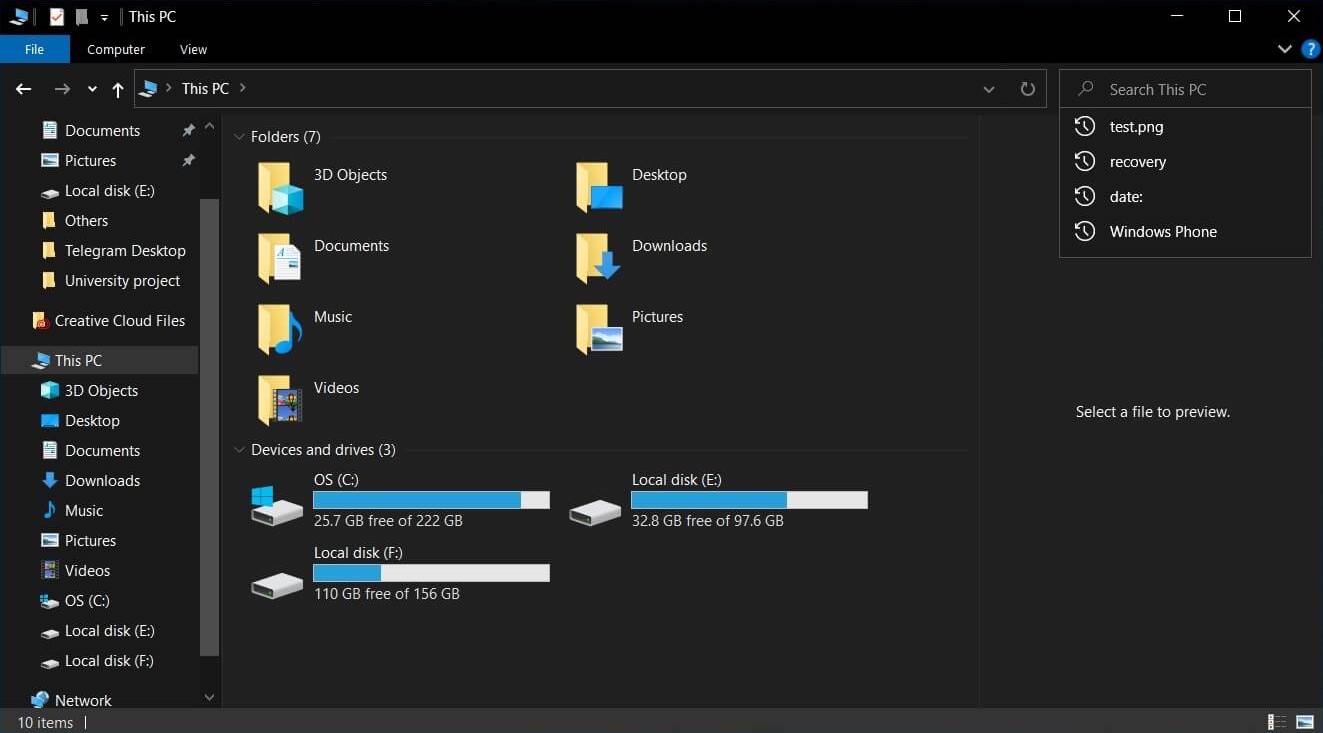 This PC
File Computer View ?
This PC
Search This PC
test.png
recovery
date:
Windows Phone
Documents
Pictures
Local disk (E:)
Others
Telegram Desktop
University project
Creative Cloud Files
This PC
3D Objects
Desktop
Documents
Downloads
Music
Pictures
Videos
OS (C:)
Local disk (E:)
Local disk (F:)
Network
Folders (7)
3D Objects
Desktop
Documents
Downloads
Music
Pictures
Videos
Devices and drives (3)
OS (C:)
25.7 GB free of 222 GB
Local disk (E:)
32.8 GB free of 97.6 GB
Local disk (F:)
110 GB free of 156 GB
Select a file to preview.
10 items